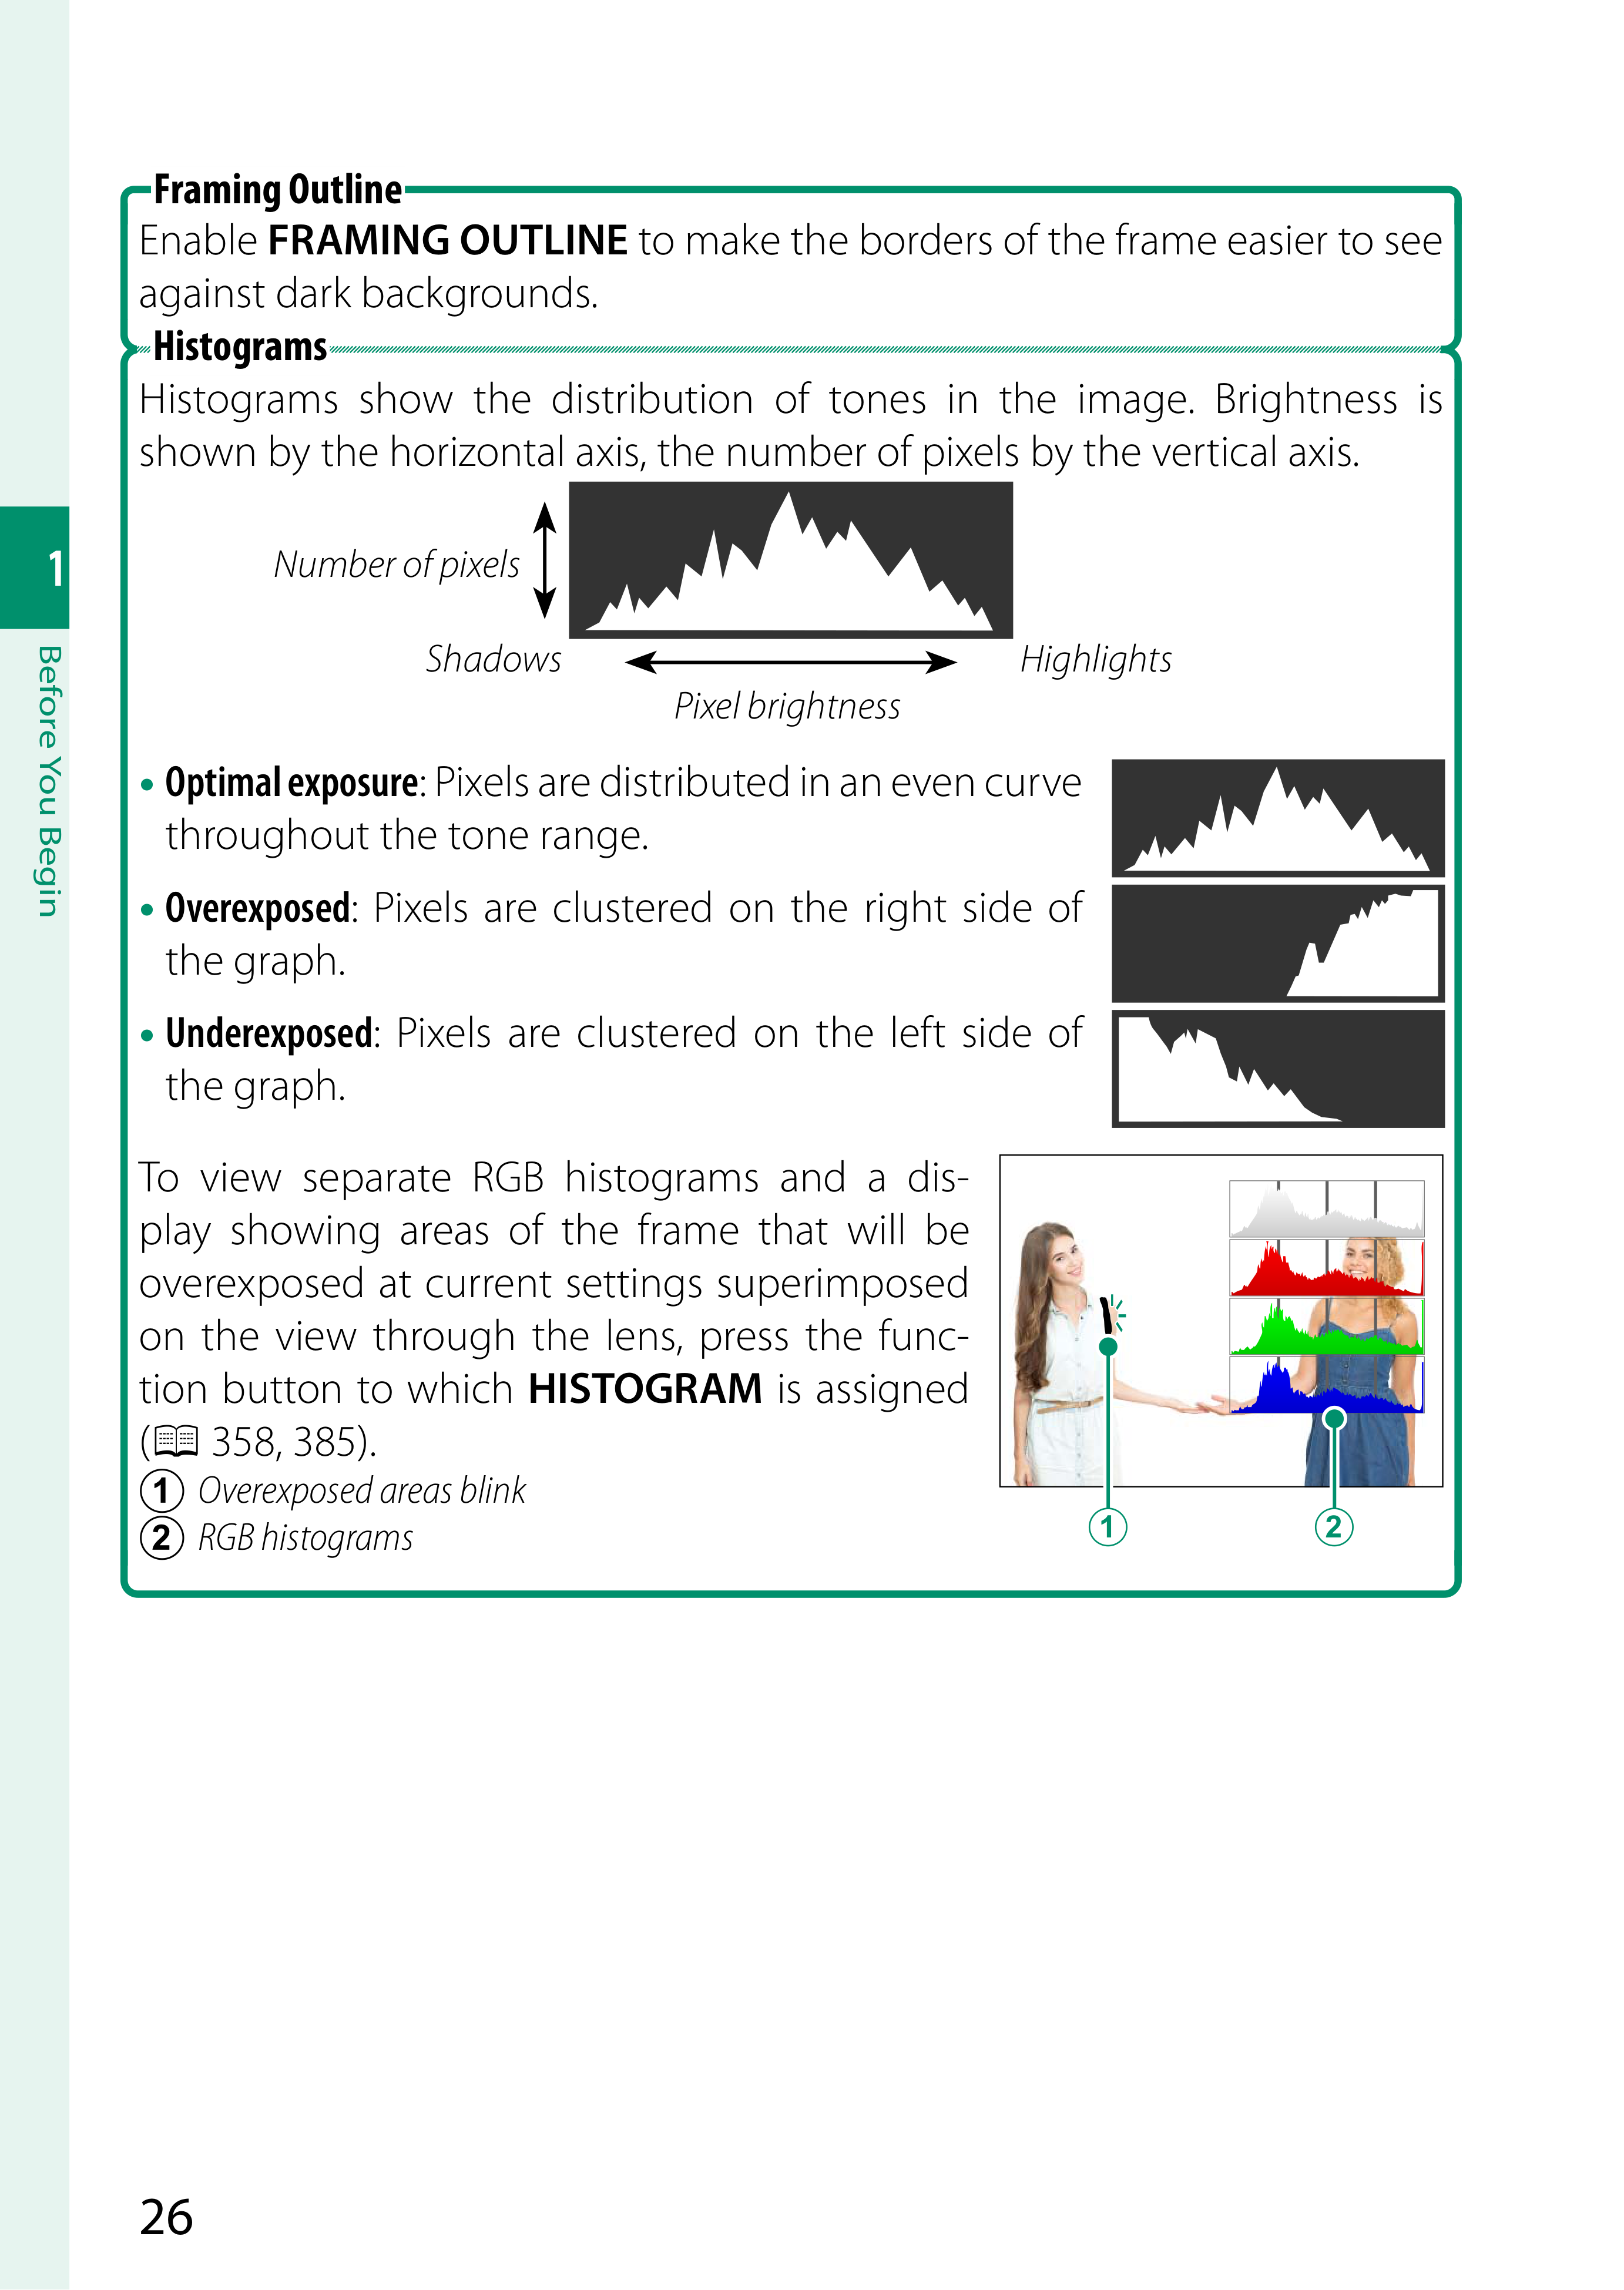 Framing Outline
Enable FRAMING OUTLINE to make the borders of the frame easier to see
against dark backgrounds.
Histograms
Histograms show the distribution of tones in the image. Brightness is
shown by the horizontal axis, the number of pixels by the vertical axis.
Number of pixels
Shadows
Highlights
Pixel brightness
• Optimal exposure: Pixels are distributed in an even curve
throughout the tone range.
• Overexposed: Pixels are clustered on the right side of
the graph.
• Underexposed: Pixels are clustered on the left side of
the graph.
To view separate RGB histograms and a dis-
play showing areas of the frame that will be
overexposed at current settings superimposed
on the view through the lens, press the func-
tion button to which HISTOGRAM is assigned
(📖 358, 385).
① Overexposed areas blink
② RGB histograms
①
②
1
Before You Begin
26